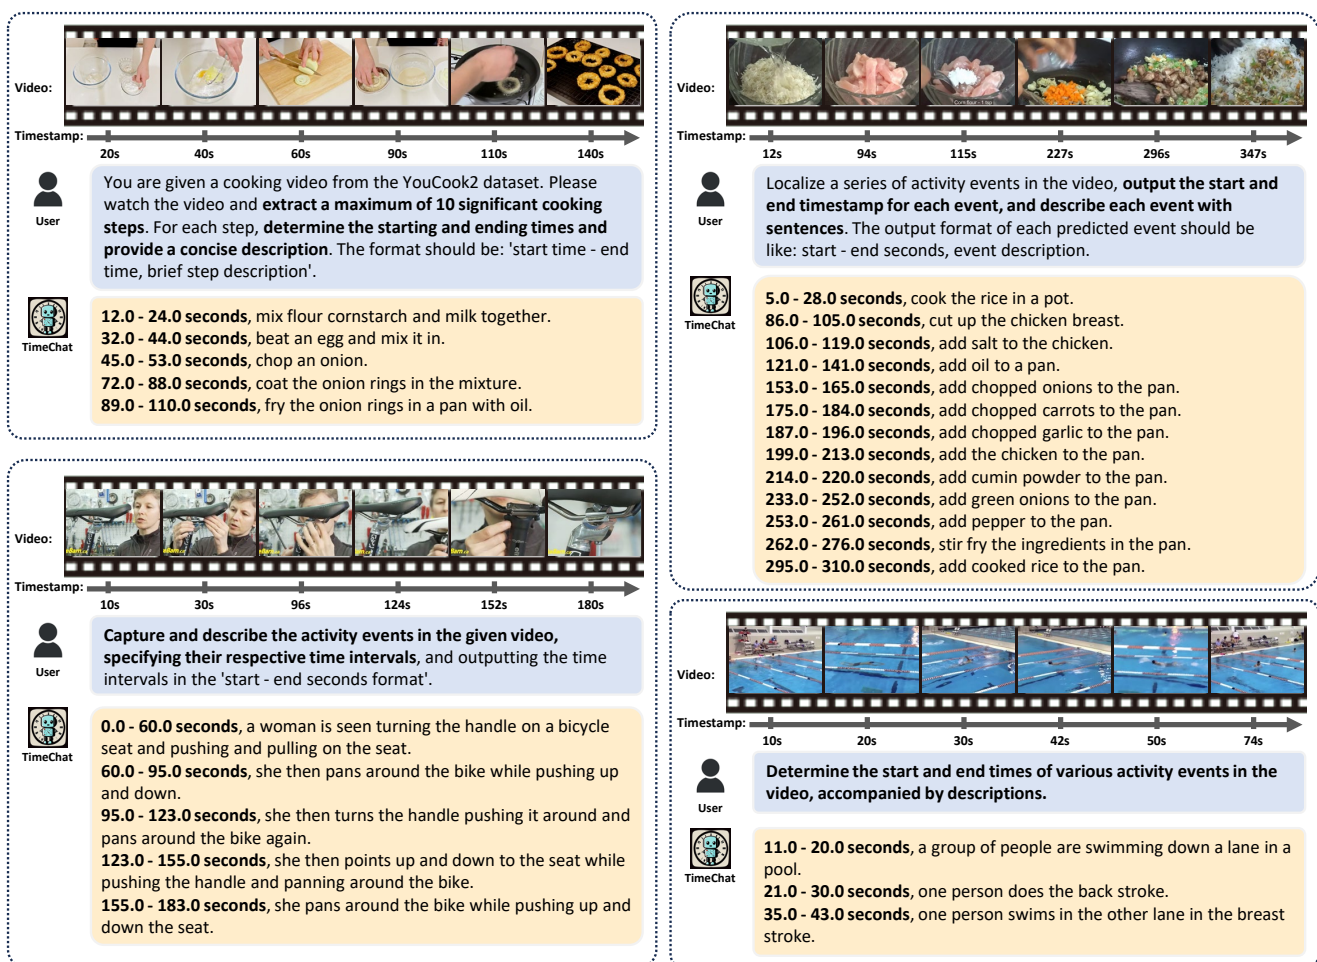 Video:
Timestamp:
20s 40s 60s 90s 110s 140s
User
You are given a cooking video from the YouCook2 dataset. Please
watch the video and extract a maximum of 10 significant cooking
steps. For each step, determine the starting and ending times and
provide a concise description. The format should be: 'start time - end
time, brief step description'.
TimeChat
12.0 - 24.0 seconds, mix flour cornstarch and milk together.
32.0 - 44.0 seconds, beat an egg and mix it in.
45.0 - 53.0 seconds, chop an onion.
72.0 - 88.0 seconds, coat the onion rings in the mixture.
89.0 - 110.0 seconds, fry the onion rings in a pan with oil.
Video:
Timestamp:
10s 30s 96s 124s 152s 180s
User
Capture and describe the activity events in the given video,
specifying their respective time intervals, and outputting the time
intervals in the 'start - end seconds format'.
TimeChat
0.0 - 60.0 seconds, a woman is seen turning the handle on a bicycle
seat and pushing and pulling on the seat.
60.0 - 95.0 seconds, she then pans around the bike while pushing up
and down.
95.0 - 123.0 seconds, she then turns the handle pushing it around and
pans around the bike again.
123.0 - 155.0 seconds, she then points up and down to the seat while
pushing the handle and panning around the bike.
155.0 - 183.0 seconds, she pans around the bike while pushing up and
down the seat.
Video:
Corn flour - 1 tsp
Timestamp:
12s 94s 115s 227s 296s 347s
User
Localize a series of activity events in the video, output the start and
end timestamp for each event, and describe each event with
sentences. The output format of each predicted event should be
like: start - end seconds, event description.
TimeChat
5.0 - 28.0 seconds, cook the rice in a pot.
86.0 - 105.0 seconds, cut up the chicken breast.
106.0 - 119.0 seconds, add salt to the chicken.
121.0 - 141.0 seconds, add oil to a pan.
153.0 - 165.0 seconds, add chopped onions to the pan.
175.0 - 184.0 seconds, add chopped carrots to the pan.
187.0 - 196.0 seconds, add chopped garlic to the pan.
199.0 - 213.0 seconds, add the chicken to the pan.
214.0 - 220.0 seconds, add cumin powder to the pan.
233.0 - 252.0 seconds, add green onions to the pan.
253.0 - 261.0 seconds, add pepper to the pan.
262.0 - 276.0 seconds, stir fry the ingredients in the pan.
295.0 - 310.0 seconds, add cooked rice to the pan.
Video:
Timestamp:
10s 20s 30s 42s 50s 74s
User
Determine the start and end times of various activity events in the
video, accompanied by descriptions.
TimeChat
11.0 - 20.0 seconds, a group of people are swimming down a lane in a
pool.
21.0 - 30.0 seconds, one person does the back stroke.
35.0 - 43.0 seconds, one person swims in the other lane in the breast
stroke.